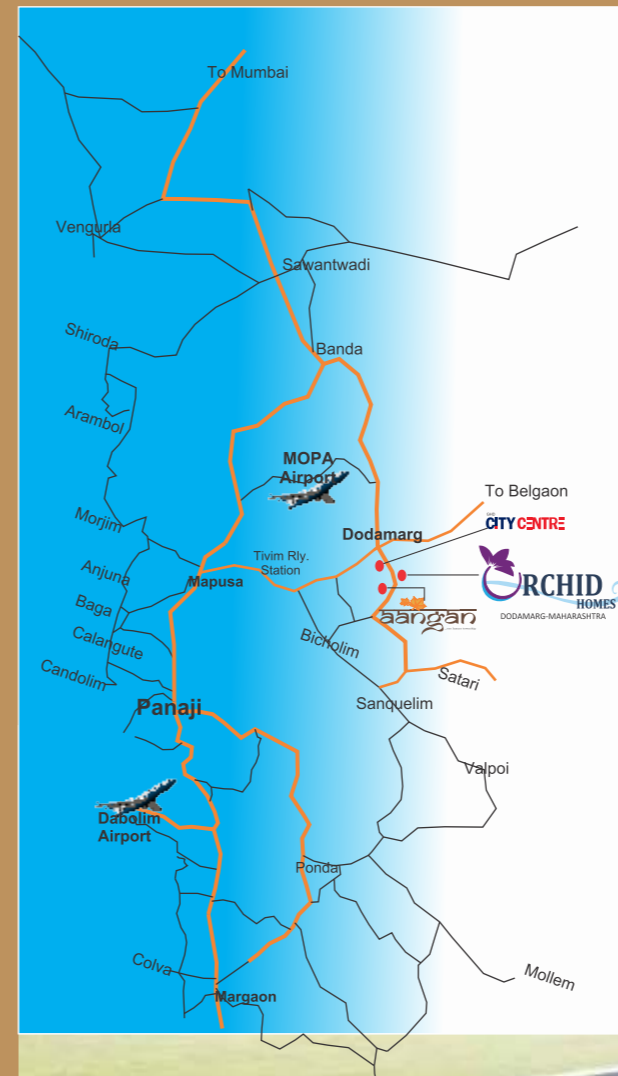 To Mumbai
Vengurla
Sawantwadi
Shiroda
Banda
Arambol
MOPA
Airport
To Belgaon
CITY CENTRE
Morjim
Dodamarg
Tivim Rly.
Station
Anjuna
Mapusa
ORCHID
HOMES
DODAMARG-MAHARASHTRA
Baga
aangan
Calangute
Bicholim
Candolim
Satari
Panaji
Sanquelim
Valpoi
Dabolim
Airport
Ponda
Colva
Mollem
Margaon